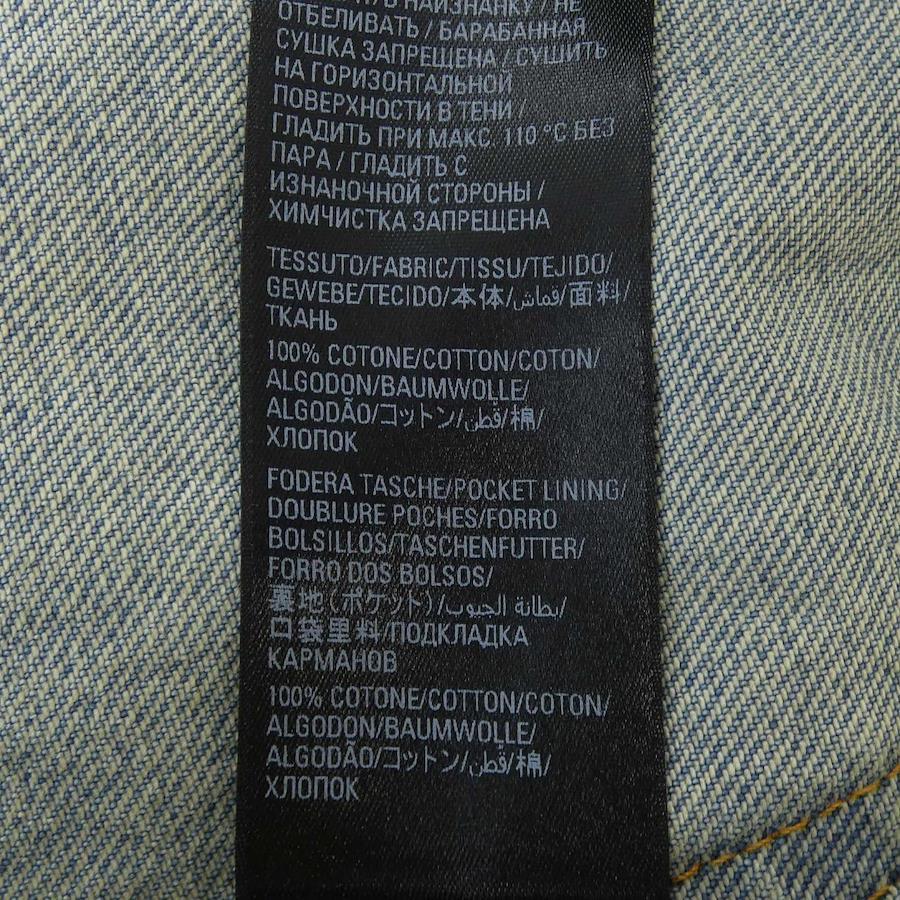 НАИЗНАНКУ / НЕ
ОТБЕЛИВАТЬ / БАРАБАННАЯ
СУШКА ЗАПРЕЩЕНА / СУШИТЬ
НА ГОРИЗОНТАЛЬНОЙ
ПОВЕРХНОСТИ В ТЕНИ /
ГЛАДИТЬ ПРИ МАКС. 110 °C БЕЗ
ПАРА / ГЛАДИТЬ С
ИЗНАНОЧНОЙ СТОРОНЫ /
ХИМЧИСТКА ЗАПРЕЩЕНА
TESSUTO/FABRIC/TISSU/TEJIDO/
GEWEBE/TECIDO/本体/قماش/面料/
ТКАНЬ
100% COTONE/COTTON/COTON/
ALGODON/BAUMWOLLE/
ALGODÃO/コットン/قطن/棉/
ХЛОПОК
FODERA TASCHE/POCKET LINING/
DOUBLURE POCHES/FORRO
BOLSILLOS/TASCHENFUTTER/
FORRO DOS BOLSOS/
裏地(ポケット)/بطانة الجيوب/
口袋里料/ПОДКЛАДКА
КАРМАНОВ
100% COTONE/COTTON/COTON/
ALGODON/BAUMWOLLE/
ALGODÃO/コットン/قطن/棉/
ХЛОПОК